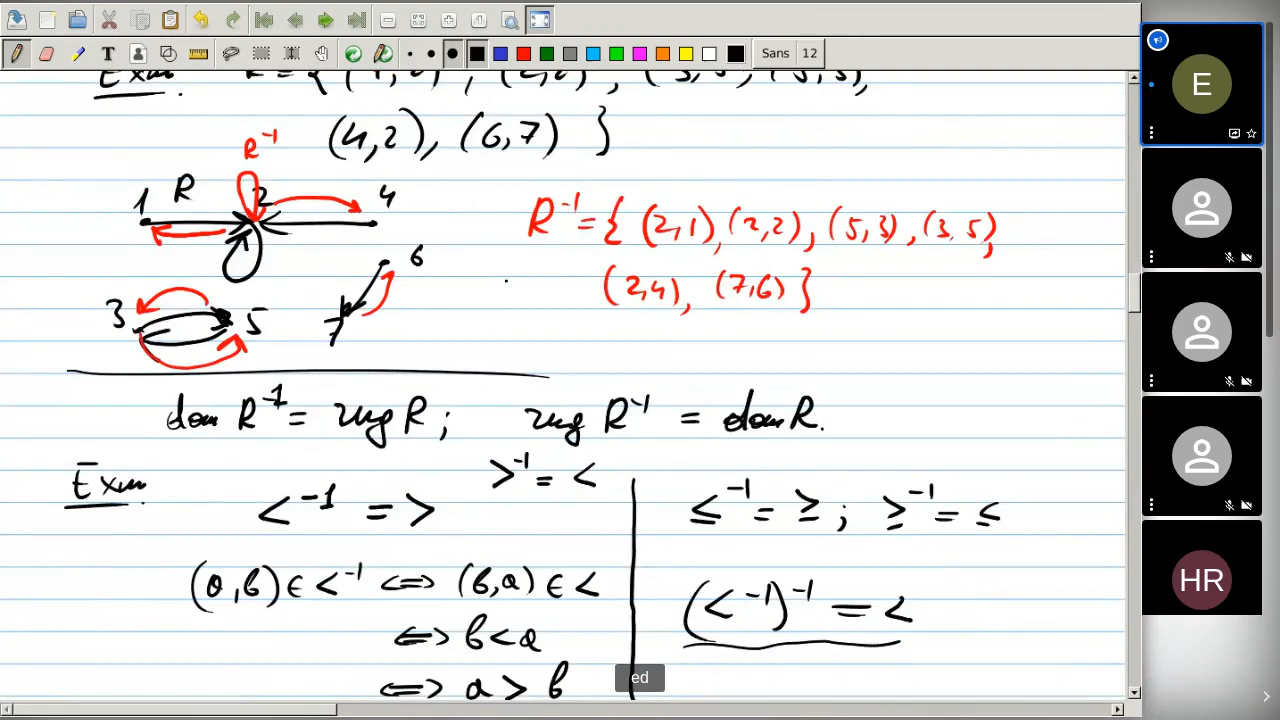 Sans 12
E
(4,2), (6,7) }
R⁻¹
1 R 2 4
R⁻¹ = { (2,1), (2,2), (5,3), (3,5),
6
(2,4), (7,6) }
3 5 7
dom R⁻¹ = rng R; rng R⁻¹ = dom R.
Exm.
>⁻¹ = <
<⁻¹ = >
≤⁻¹ = ≥; ≥⁻¹ = ≤
(a,b) ∈ <⁻¹ ⟺ (b,a) ∈ <
(<⁻¹)⁻¹ = <
⟺ b < a
⟺ a > b
ed
HR